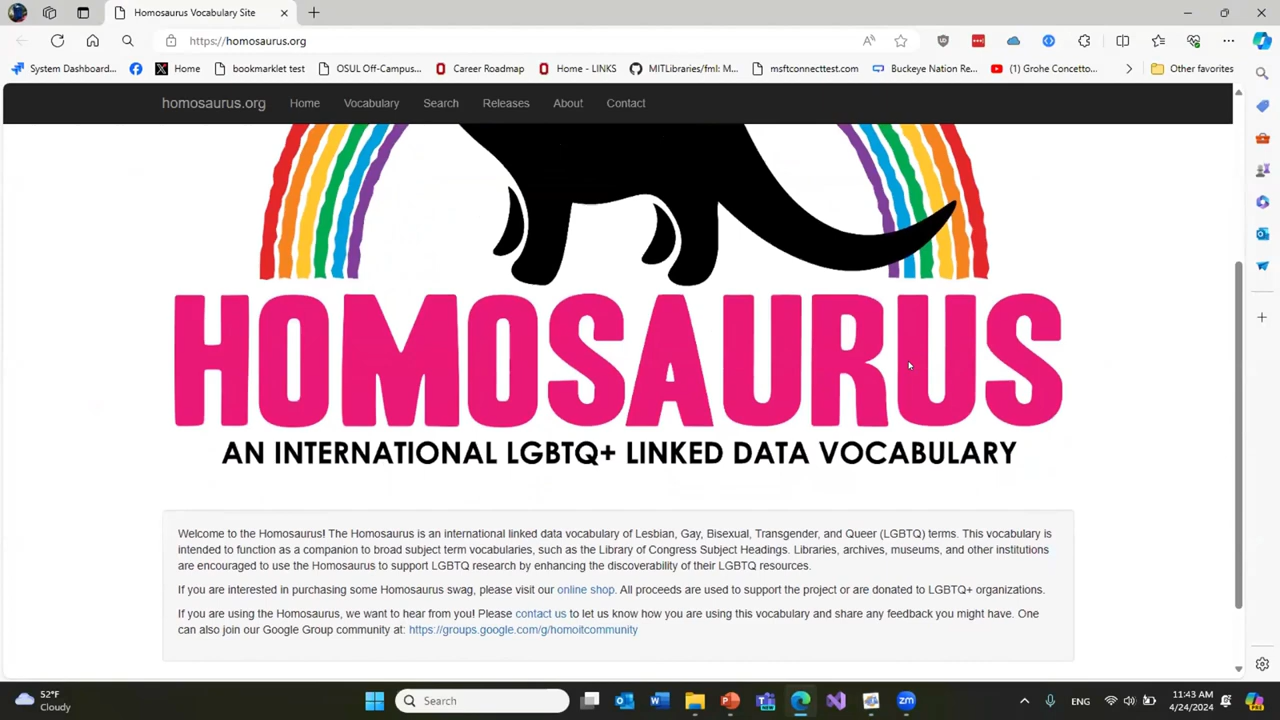 Homosaurus Vocabulary Site
https://homosaurus.org
System Dashboard...
Home
bookmarklet test
OSUL Off-Campus...
Career Roadmap
Home - LINKS
MITLibraries/fml: M...
msftconnecttest.com
Buckeye Nation Re...
(1) Grohe Concetto...
Other favorites
homosaurus.org Home Vocabulary Search Releases About Contact
HOMOSAURUS
AN INTERNATIONAL LGBTQ+ LINKED DATA VOCABULARY
Welcome to the Homosaurus! The Homosaurus is an international linked data vocabulary of Lesbian, Gay, Bisexual, Transgender, and Queer (LGBTQ) terms. This vocabulary is
intended to function as a companion to broad subject term vocabularies, such as the Library of Congress Subject Headings. Libraries, archives, museums, and other institutions
are encouraged to use the Homosaurus to support LGBTQ research by enhancing the discoverability of their LGBTQ resources.
If you are interested in purchasing some Homosaurus swag, please visit our online shop. All proceeds are used to support the project or are donated to LGBTQ+ organizations.
If you are using the Homosaurus, we want to hear from you! Please contact us to let us know how you are using this vocabulary and share any feedback you might have. One
can also join our Google Group community at: https://groups.google.com/g/homoitcommunity
52°F
Cloudy
Search
ENG
11:43 AM
4/24/2024